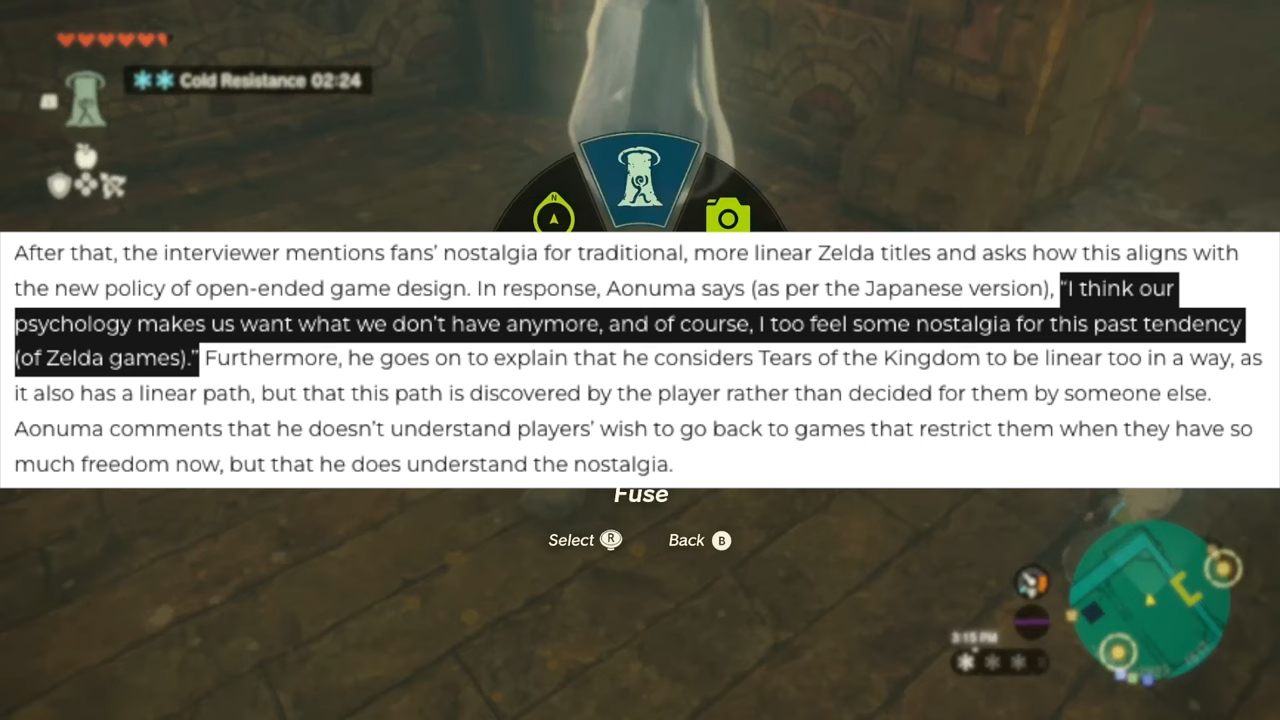 Cold Resistance 02:24
N
After that, the interviewer mentions fans’ nostalgia for traditional, more linear Zelda titles and asks how this aligns with
the new policy of open-ended game design. In response, Aonuma says (as per the Japanese version), “I think our
psychology makes us want what we don’t have anymore, and of course, I too feel some nostalgia for this past tendency
(of Zelda games).” Furthermore, he goes on to explain that he considers Tears of the Kingdom to be linear too in a way, as
it also has a linear path, but that this path is discovered by the player rather than decided for them by someone else.
Aonuma comments that he doesn’t understand players’ wish to go back to games that restrict them when they have so
much freedom now, but that he does understand the nostalgia.
Fuse
Select R Back B
3:15 PM